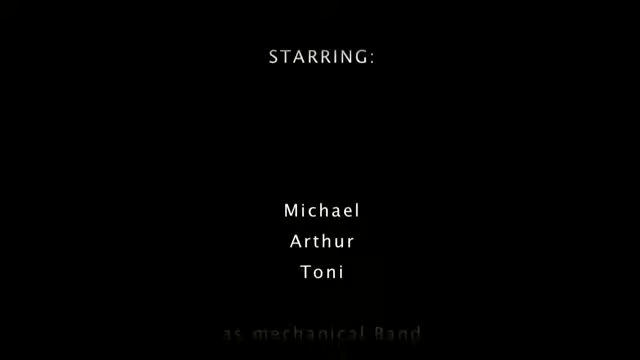 STARRING:
Michael
Arthur
Toni
as mechanical Band